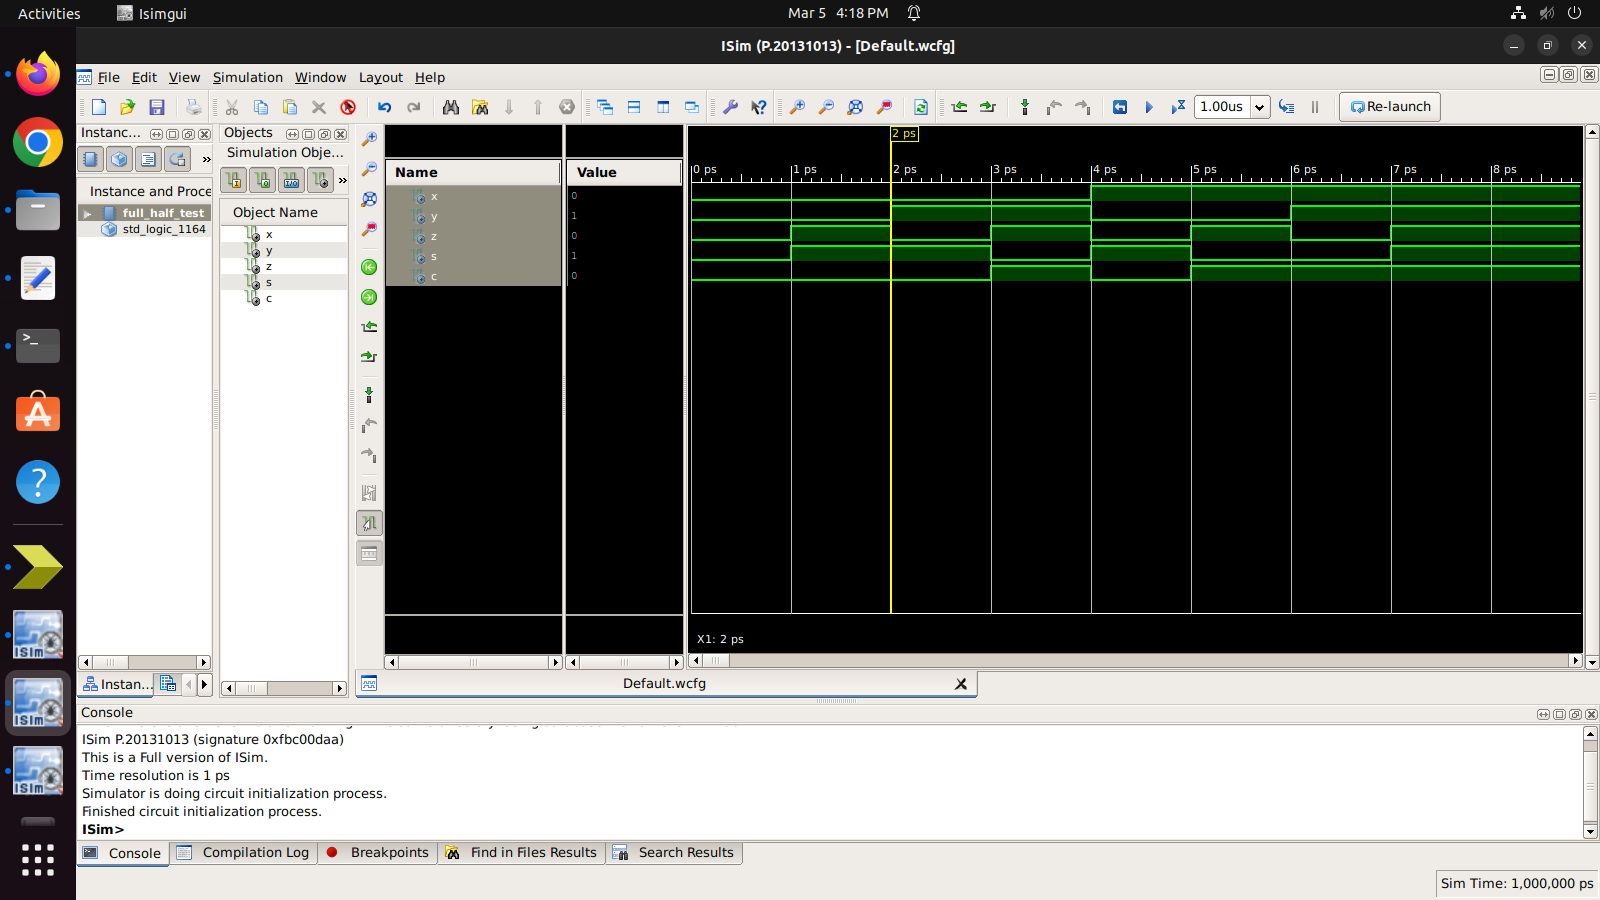 Activities
Isimgui
Mar 5 4:18 PM
ISim (P.20131013) - [Default.wcfg]
File Edit View Simulation Window Layout Help
1.00us
Re-launch
Instanc...
Objects
Simulation Obje...
Instance and Proce
full_half_test
std_logic_1164
Object Name
x
y
z
s
c
Name
Value
x 0
y 1
z 0
s 1
c 0
2 ps
0 ps 1 ps 2 ps 3 ps 4 ps 5 ps 6 ps 7 ps 8 ps
X1: 2 ps
Instan...
Default.wcfg
Console
ISim P.20131013 (signature 0xfbc00daa)
This is a Full version of ISim.
Time resolution is 1 ps
Simulator is doing circuit initialization process.
Finished circuit initialization process.
ISim>
Console Compilation Log Breakpoints Find in Files Results Search Results
Sim Time: 1,000,000 ps
ISim
ISim
ISim